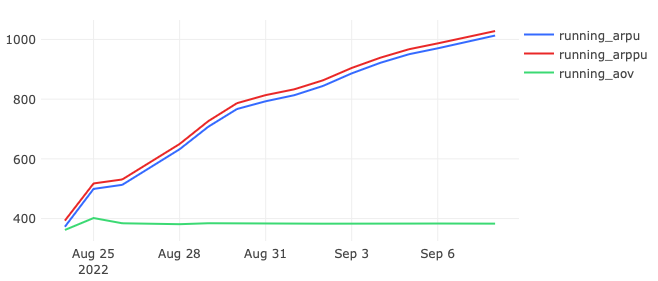 1000
800
600
400
Aug 25
2022
Aug 28
Aug 31
Sep 3
Sep 6
running_arpu
running_arppu
running_aov